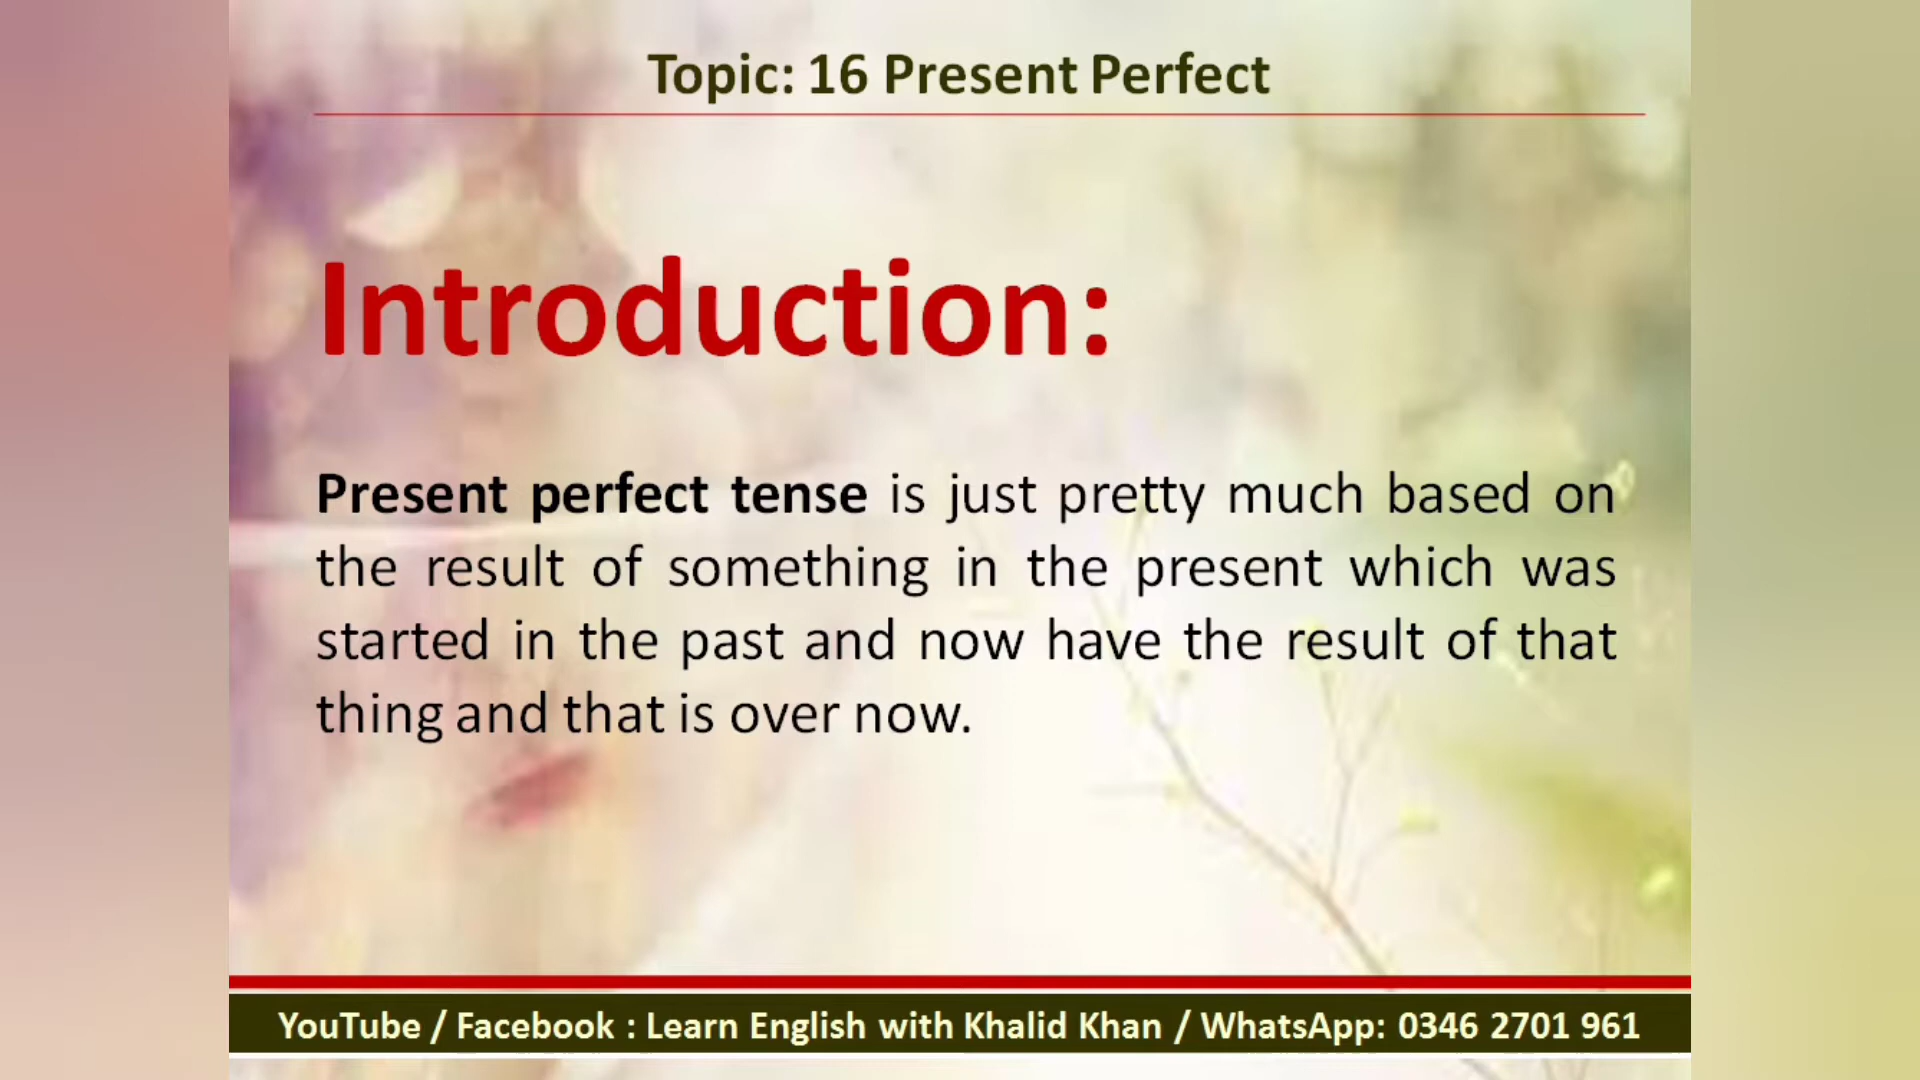 Topic: 16 Present Perfect
Introduction:
Present perfect tense is just pretty much based on
the result of something in the present which was
started in the past and now have the result of that
thing and that is over now.
YouTube / Facebook : Learn English with Khalid Khan / WhatsApp: 0346 2701 961